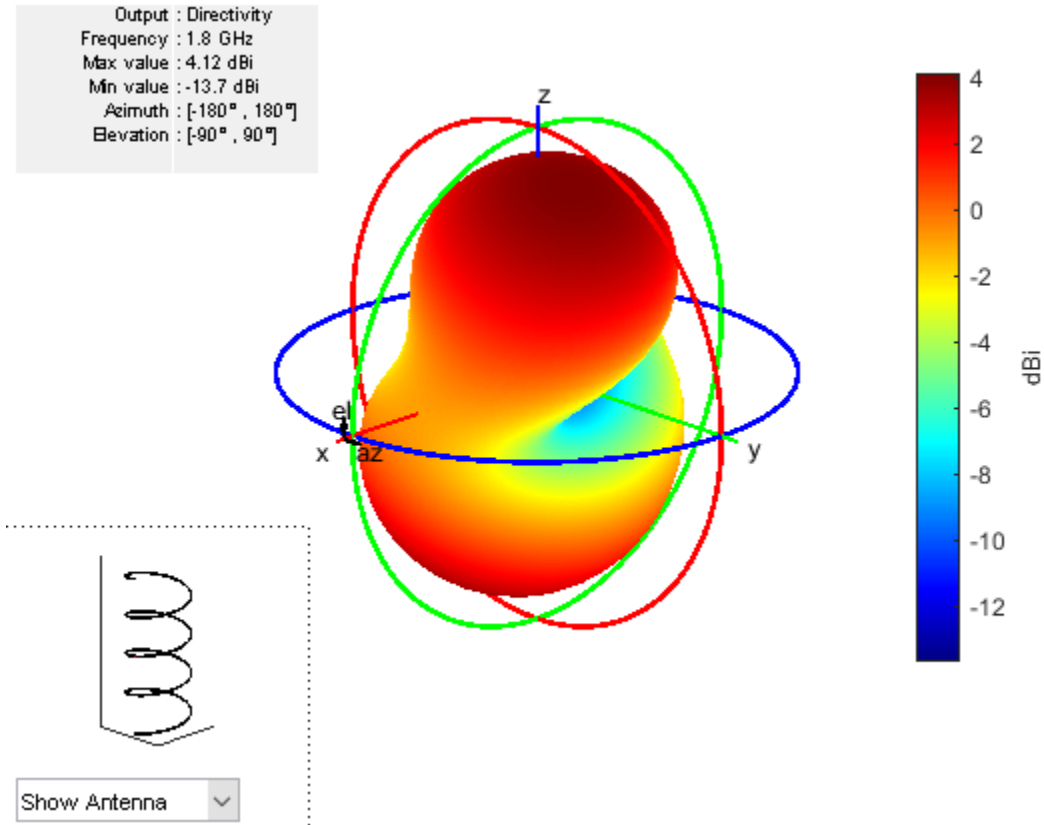 Output : Directivity
Frequency : 1.8 GHz
Max value : 4.12 dBi
Min value : -13.7 dBi
Azimuth : [-180° , 180°]
Elevation : [-90° , 90°]
z
4
2
0
-2
-4
-6
-8
-10
-12
dBi
el
x
az
y
Show Antenna